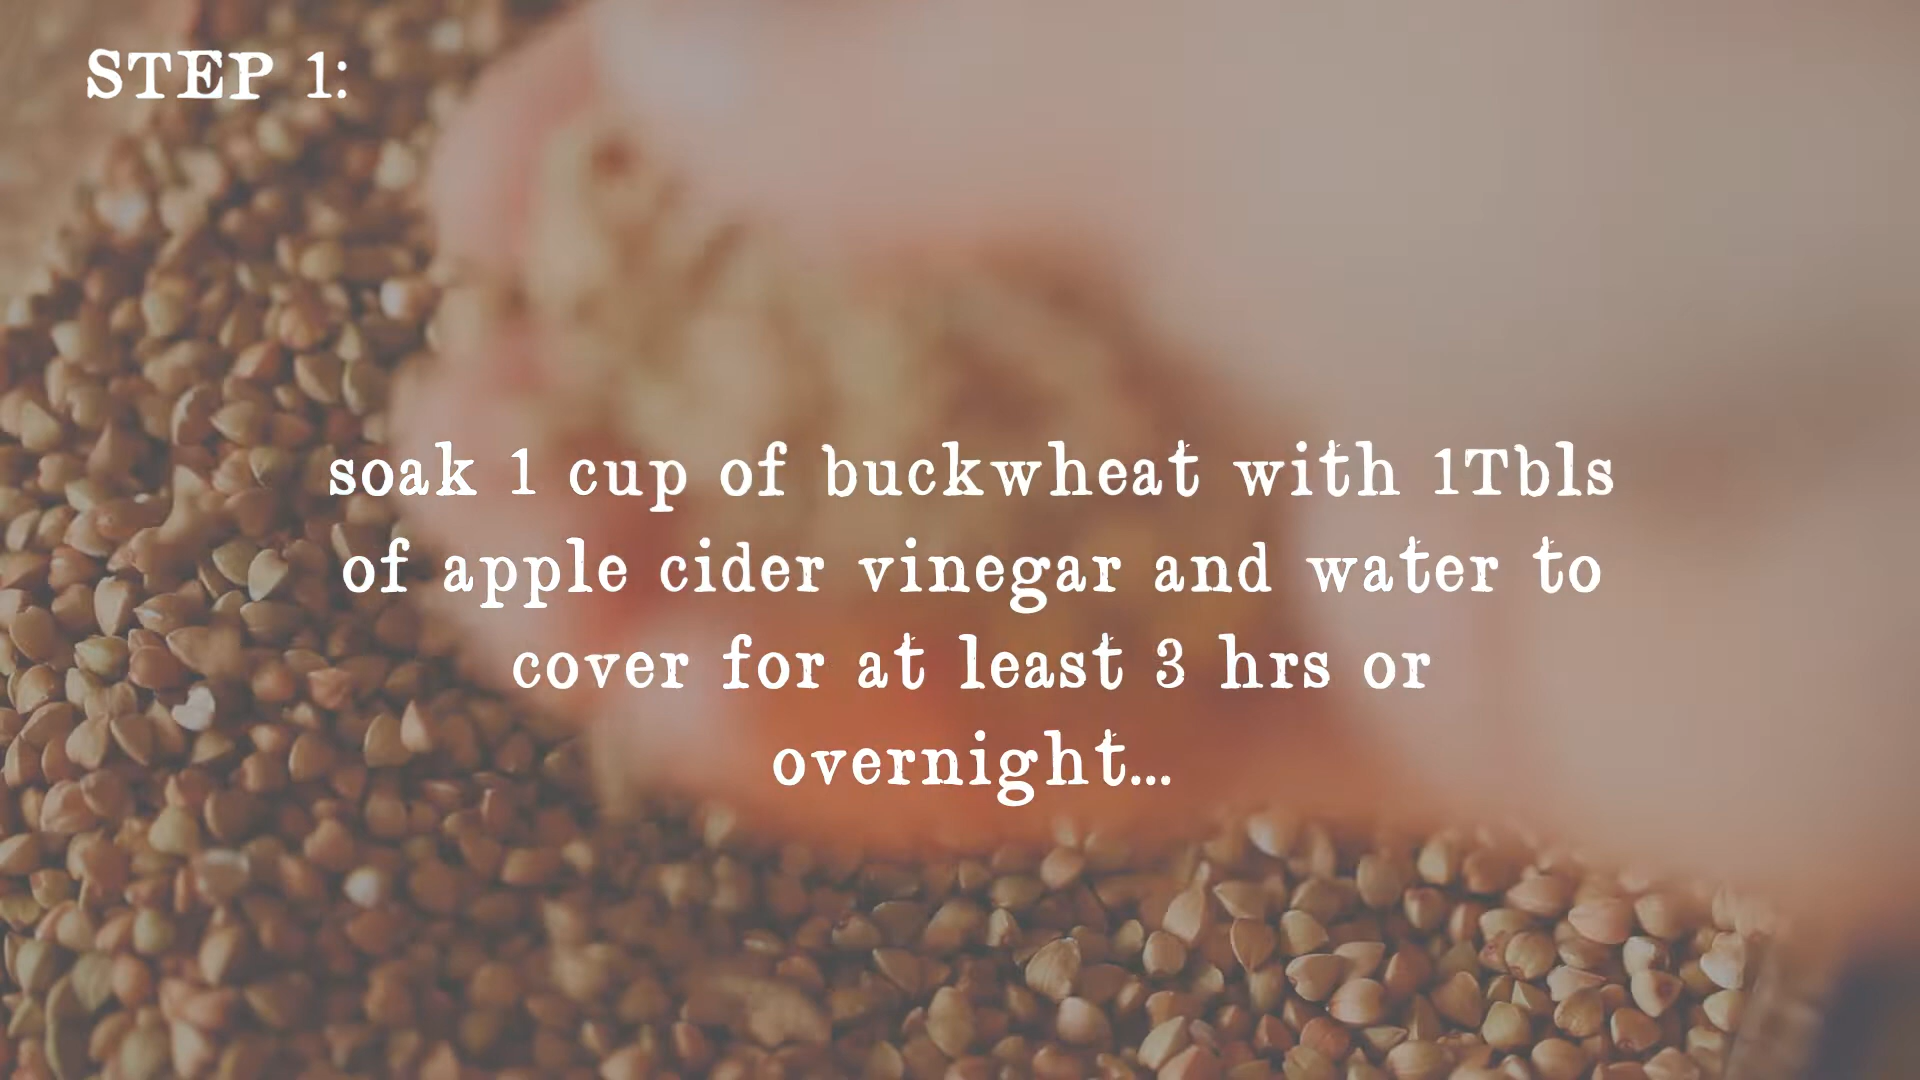 STEP 1:
soak 1 cup of buckwheat with 1Tbls
of apple cider vinegar and water to
cover for at least 3 hrs or
overnight...